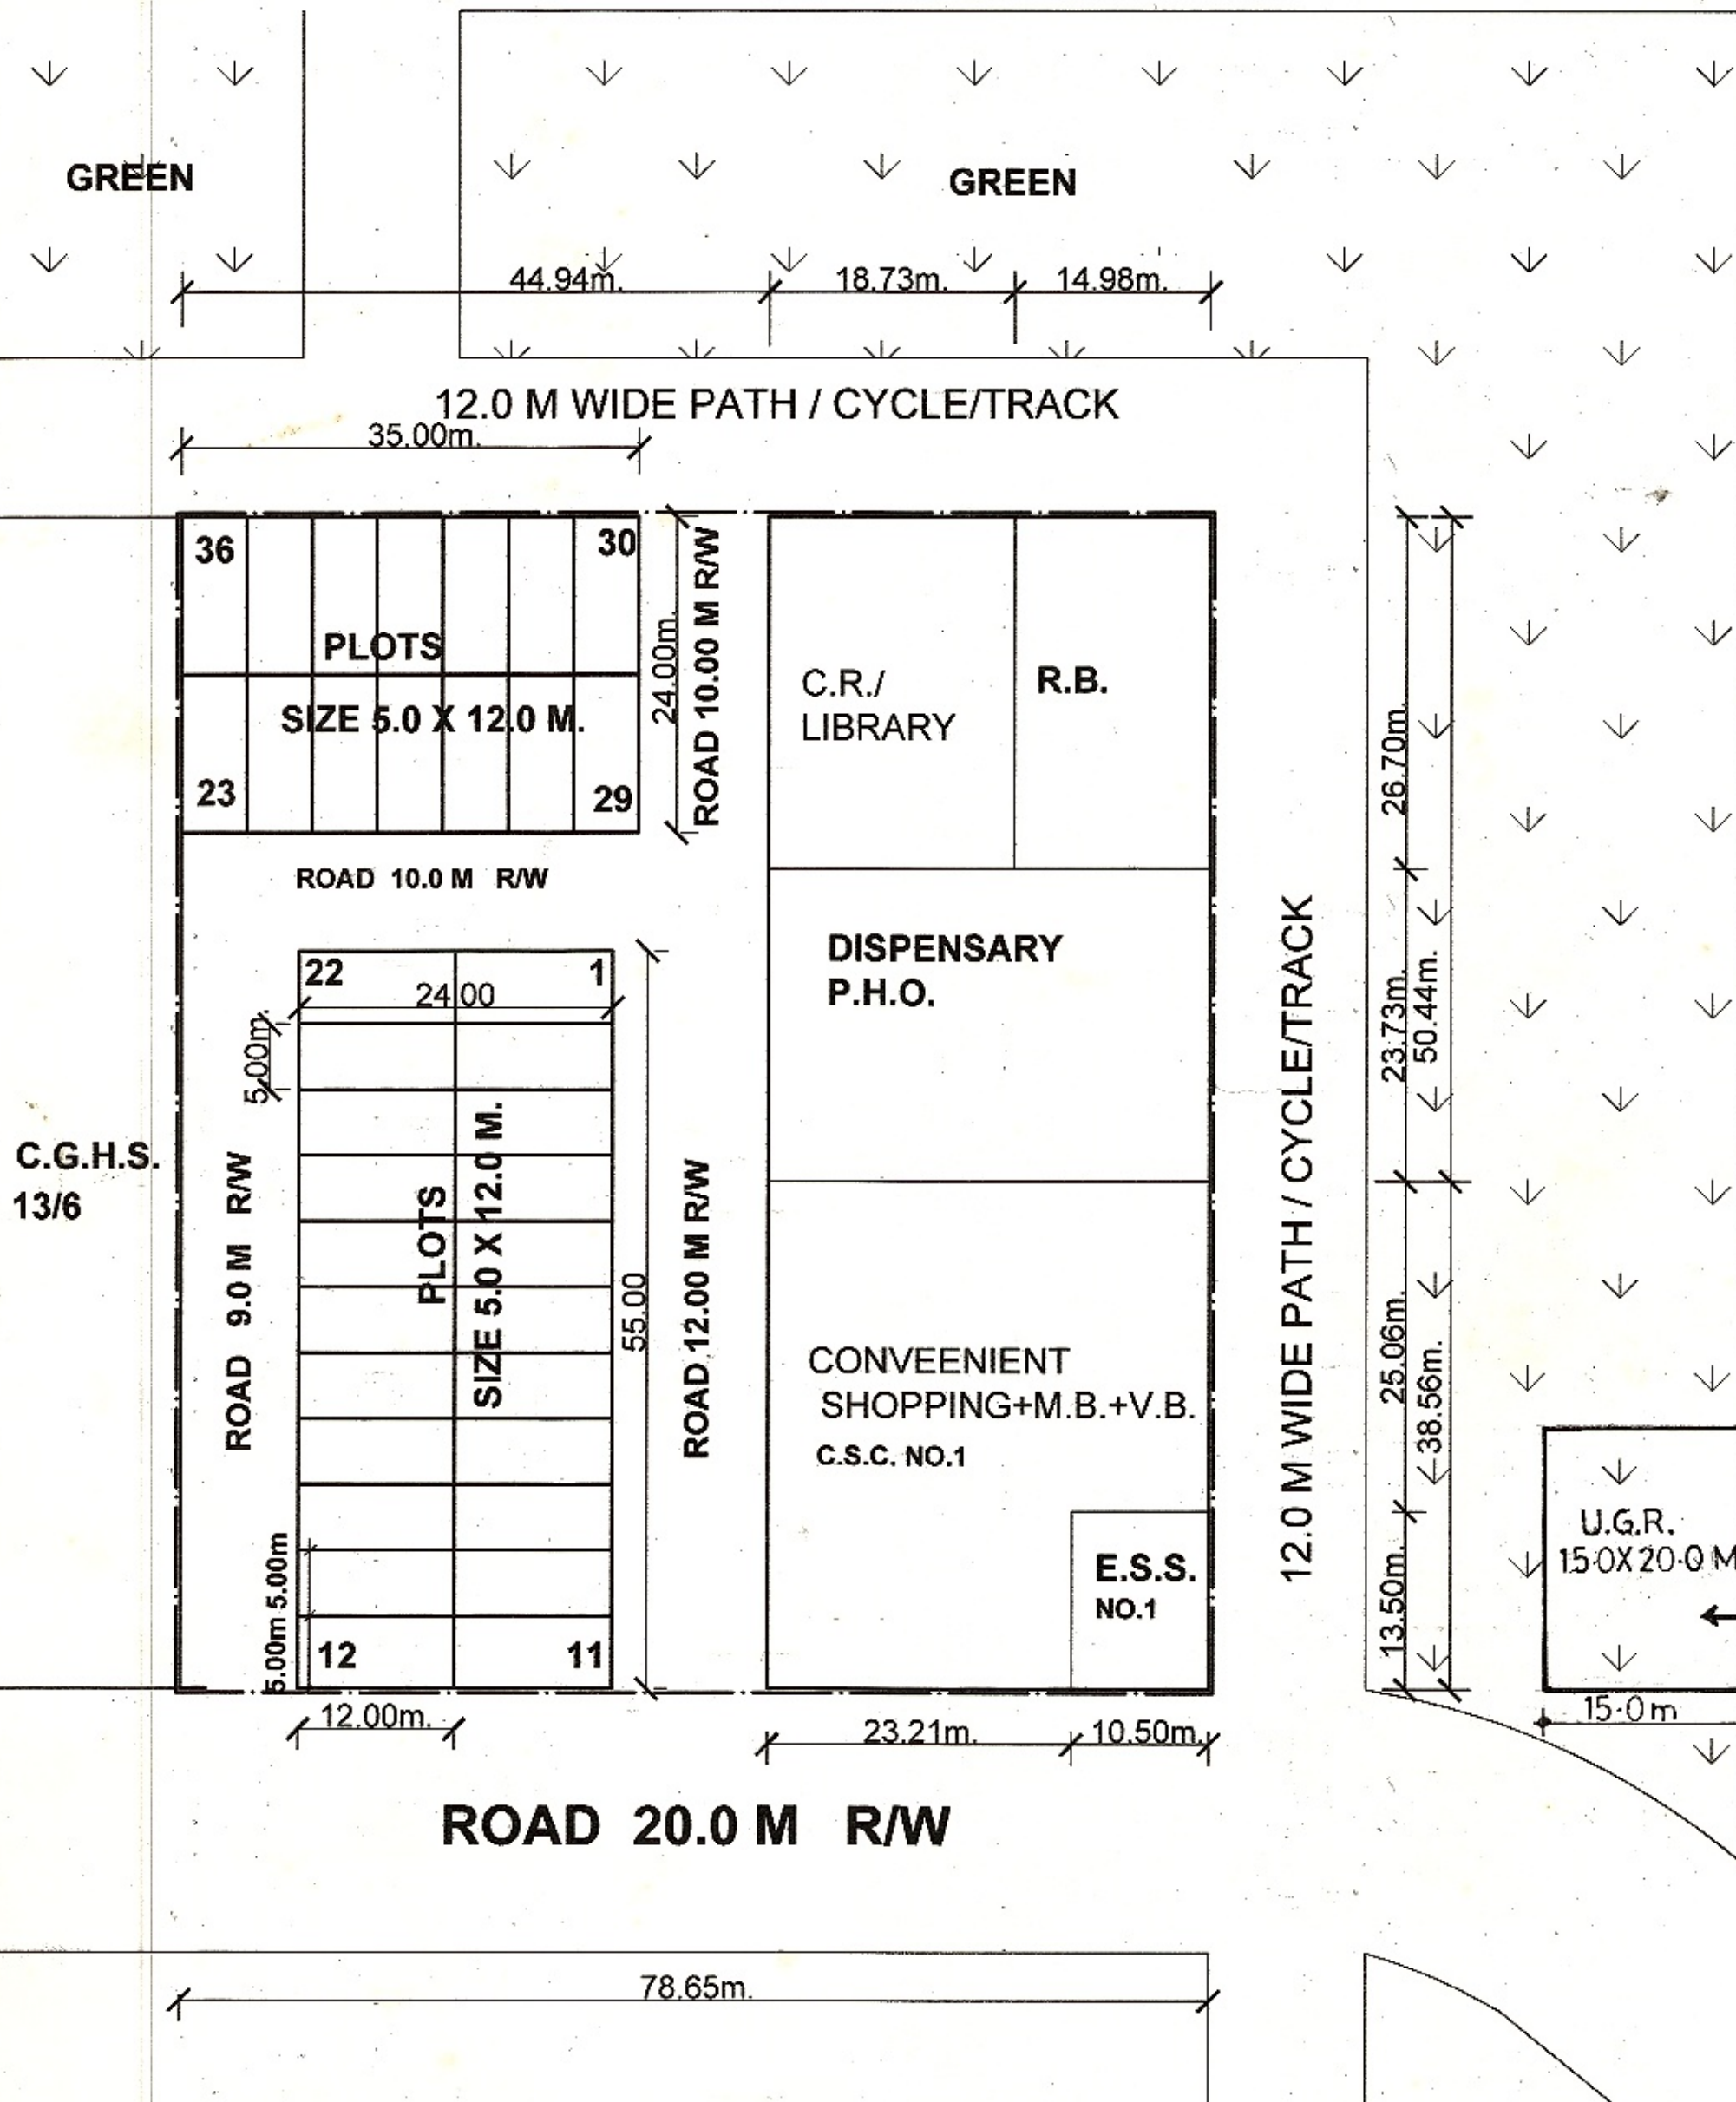 GREEN
GREEN
44.94m.
18.73m.
14.98m.
12.0 M WIDE PATH / CYCLE/TRACK
35.00m.
36
30
PLOTS
SIZE 5.0 X 12.0 M.
23
29
24.00m.
ROAD 10.00 M R/W
C.R./
LIBRARY
R.B.
26.70m.
ROAD 10.0 M R/W
22
1
24.00
5.00m.
DISPENSARY
P.H.O.
23.73m.
50.44m.
12.0 M WIDE PATH / CYCLE/TRACK
C.G.H.S.
13/6
ROAD 9.0 M R/W
PLOTS
SIZE 5.0 X 12.0 M.
55.00
ROAD 12.00 M R/W
CONVEENIENT
SHOPPING+M.B.+V.B.
C.S.C. NO.1
25.06m.
38.56m.
E.S.S.
NO.1
13.50m.
U.G.R.
15.0X20.0 M
5.00m 5.00m
12
11
12.00m.
23.21m.
10.50m.
15.0m
ROAD 20.0 M R/W
78.65m.